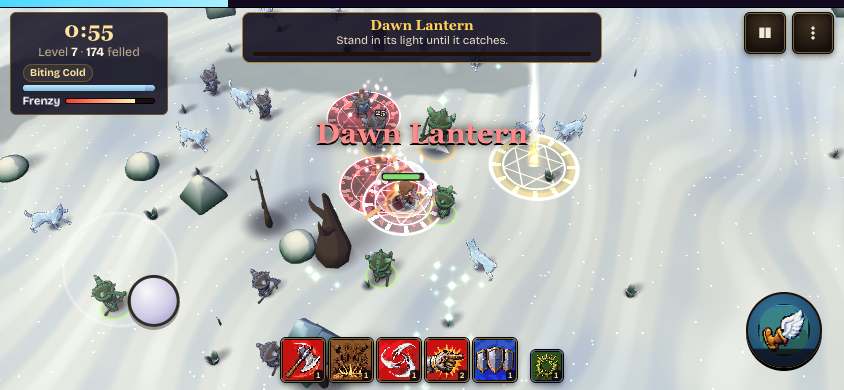 0:55
Level 7 · 174 felled
Biting Cold
Frenzy
Dawn Lantern
Stand in its light until it catches.
25
Dawn Lantern
1
1
1
2
1
1